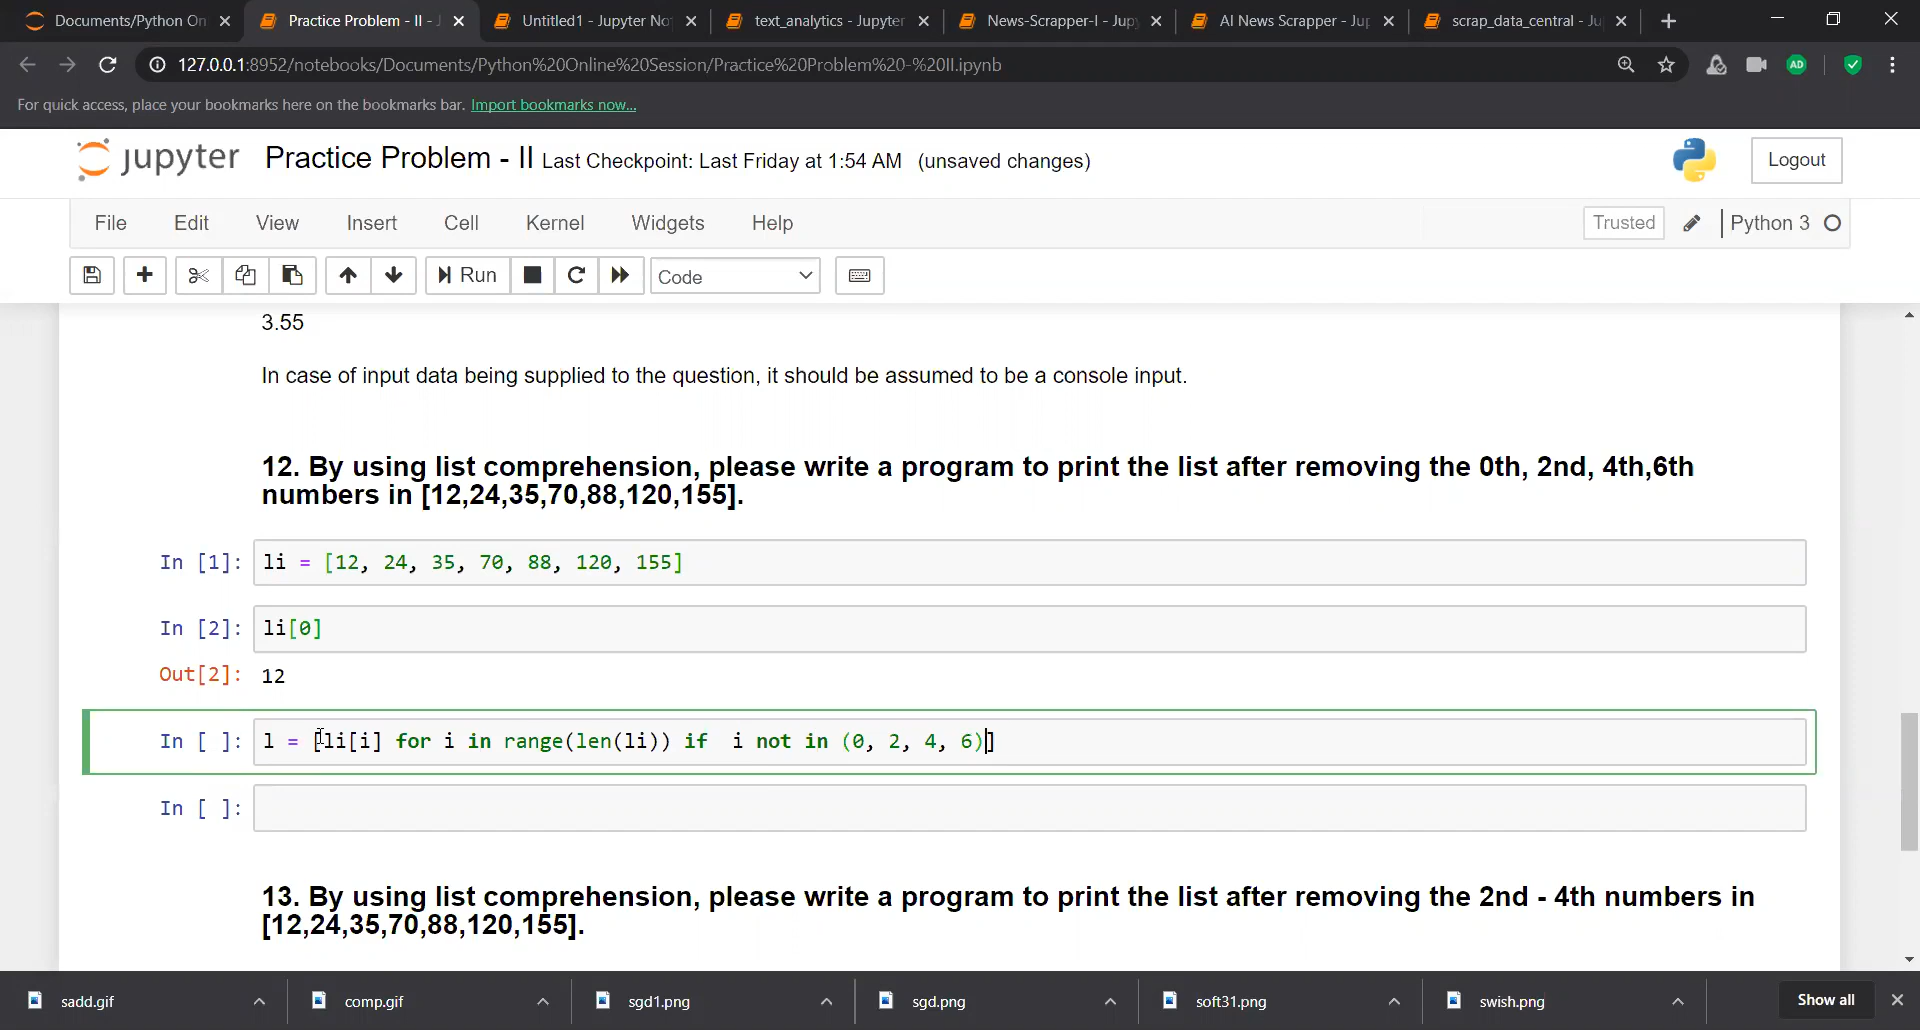 Documents/Python On
Practice Problem - II - J
Untitled1 - Jupyter No
text_analytics - Jupyter
News-Scrapper-I - Jup
AI News Scrapper - Jup
scrap_data_central - Ju
127.0.0.1:8952/notebooks/Documents/Python%20Online%20Session/Practice%20Problem%20-%20II.ipynb
AD
For quick access, place your bookmarks here on the bookmarks bar. Import bookmarks now...
jupyter Practice Problem - II Last Checkpoint: Last Friday at 1:54 AM (unsaved changes)
Logout
File Edit View Insert Cell Kernel Widgets Help
Trusted Python 3
Run Code
3.55
In case of input data being supplied to the question, it should be assumed to be a console input.
12. By using list comprehension, please write a program to print the list after removing the 0th, 2nd, 4th,6th
numbers in [12,24,35,70,88,120,155].
In [1]: li = [12, 24, 35, 70, 88, 120, 155]
In [2]: li[0]
Out[2]: 12
In [ ]: l = [li[i] for i in range(len(li)) if  i not in (0, 2, 4, 6)]
In [ ]:
13. By using list comprehension, please write a program to print the list after removing the 2nd - 4th numbers in
[12,24,35,70,88,120,155].
sadd.gif
comp.gif
sgd1.png
sgd.png
soft31.png
swish.png
Show all